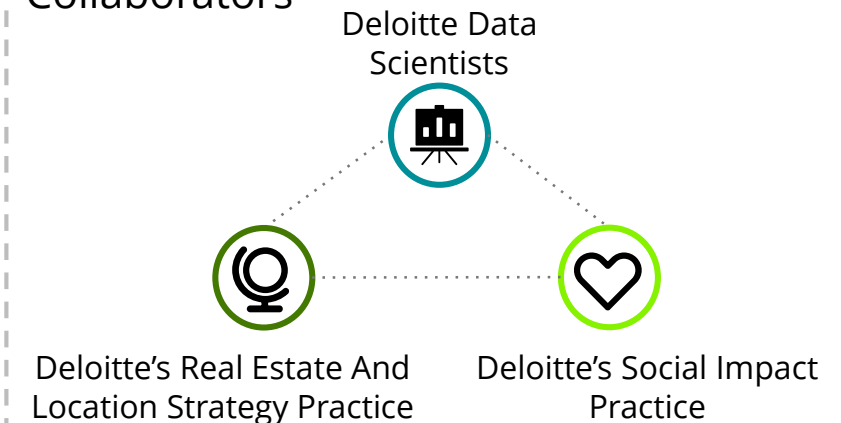 Collaborators
Deloitte Data
Scientists
Deloitte’s Real Estate And
Location Strategy Practice
Deloitte’s Social Impact
Practice